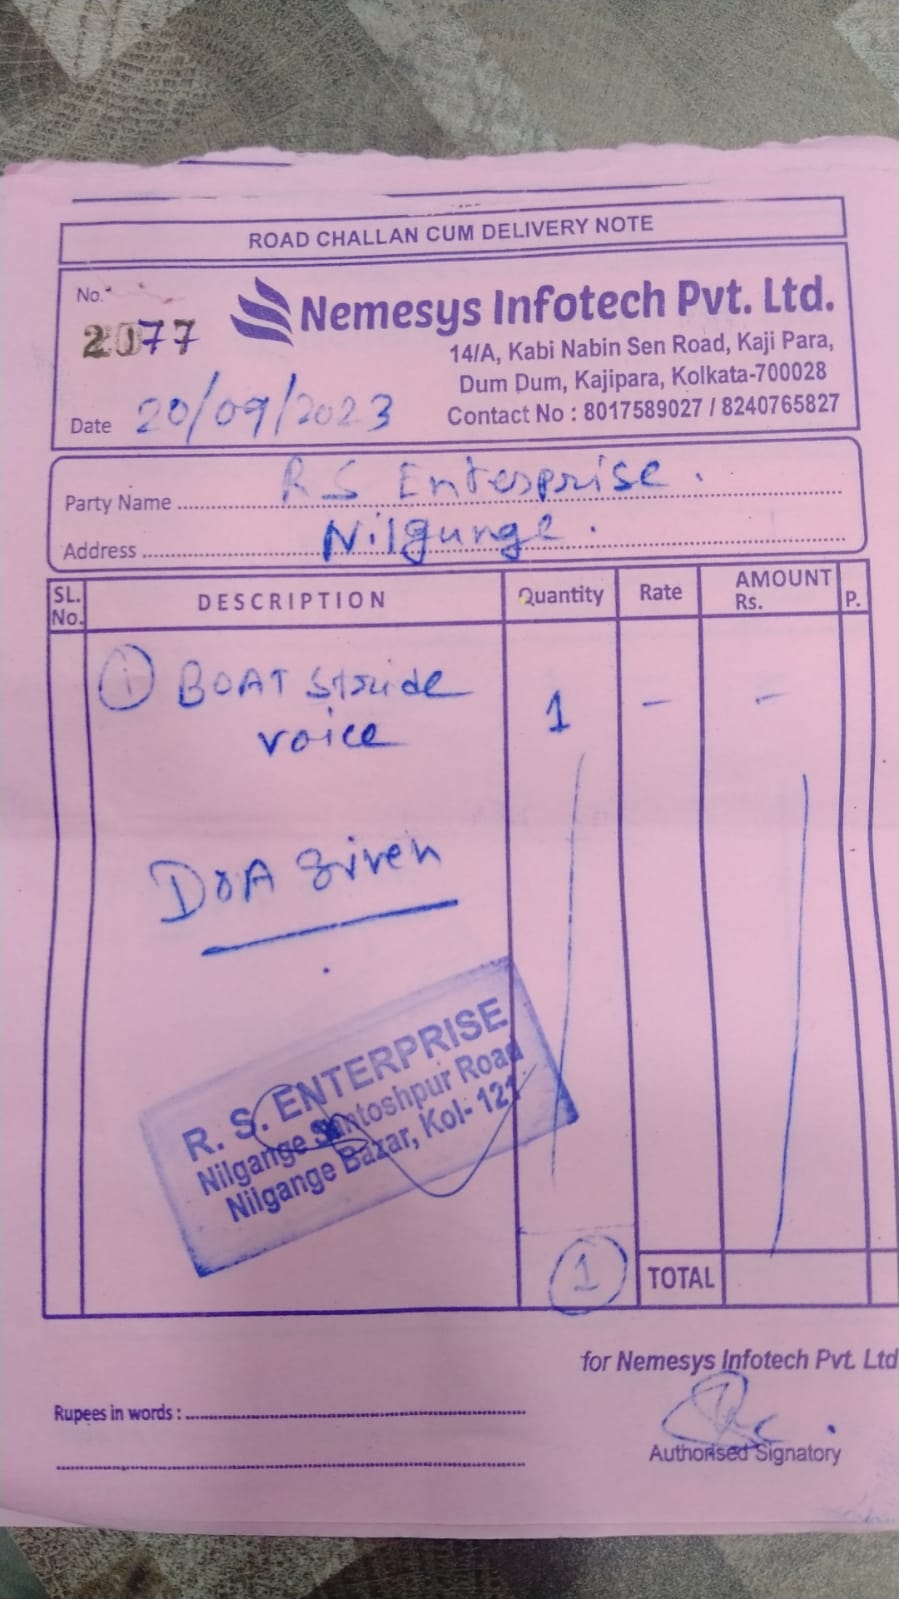 ROAD CHALLAN CUM DELIVERY NOTE
No.
2077
Nemesys Infotech Pvt. Ltd.
14/A, Kabi Nabin Sen Road, Kaji Para,
Dum Dum, Kajipara, Kolkata-700028
Contact No : 8017589027 / 8240765827
Date 20/09/2023
Party Name R S Enterprise.
Address Nilgunge.
SL. No. DESCRIPTION Quantity Rate AMOUNT Rs. P.
1 BOAT Stride 1 - -
voice
DOA Given
R. S. ENTERPRISE
Nilgange Santoshpur Road
Nilgange Bazar, Kol- 121
1 TOTAL
for Nemesys Infotech Pvt. Ltd
Rupees in words :
Authorised Signatory